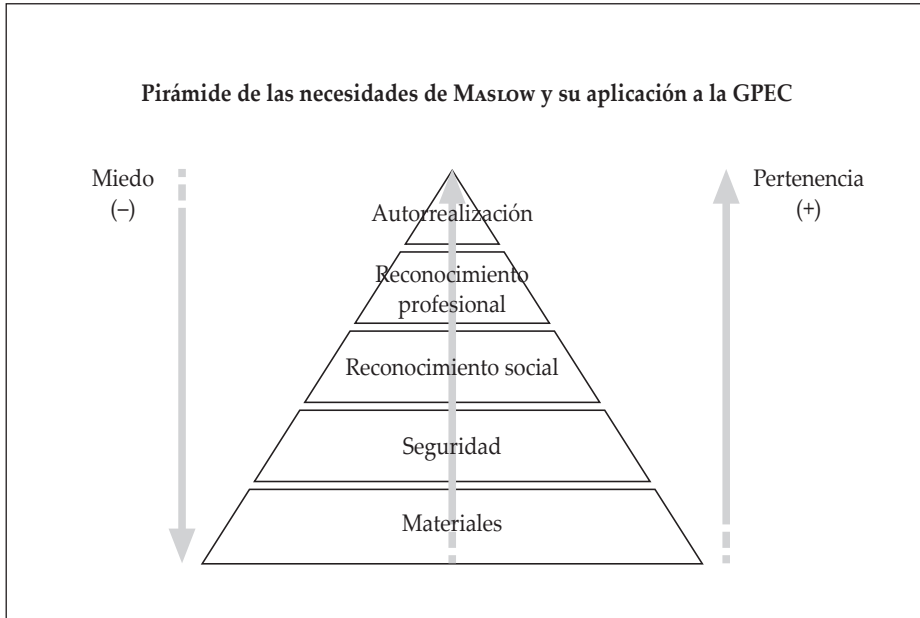 Pirámide de las necesidades de Maslow y su aplicación a la GPEC
Miedo
(–)
Pertenencia
(+)
Autorrealización
Reconocimiento
profesional
Reconocimiento social
Seguridad
Materiales